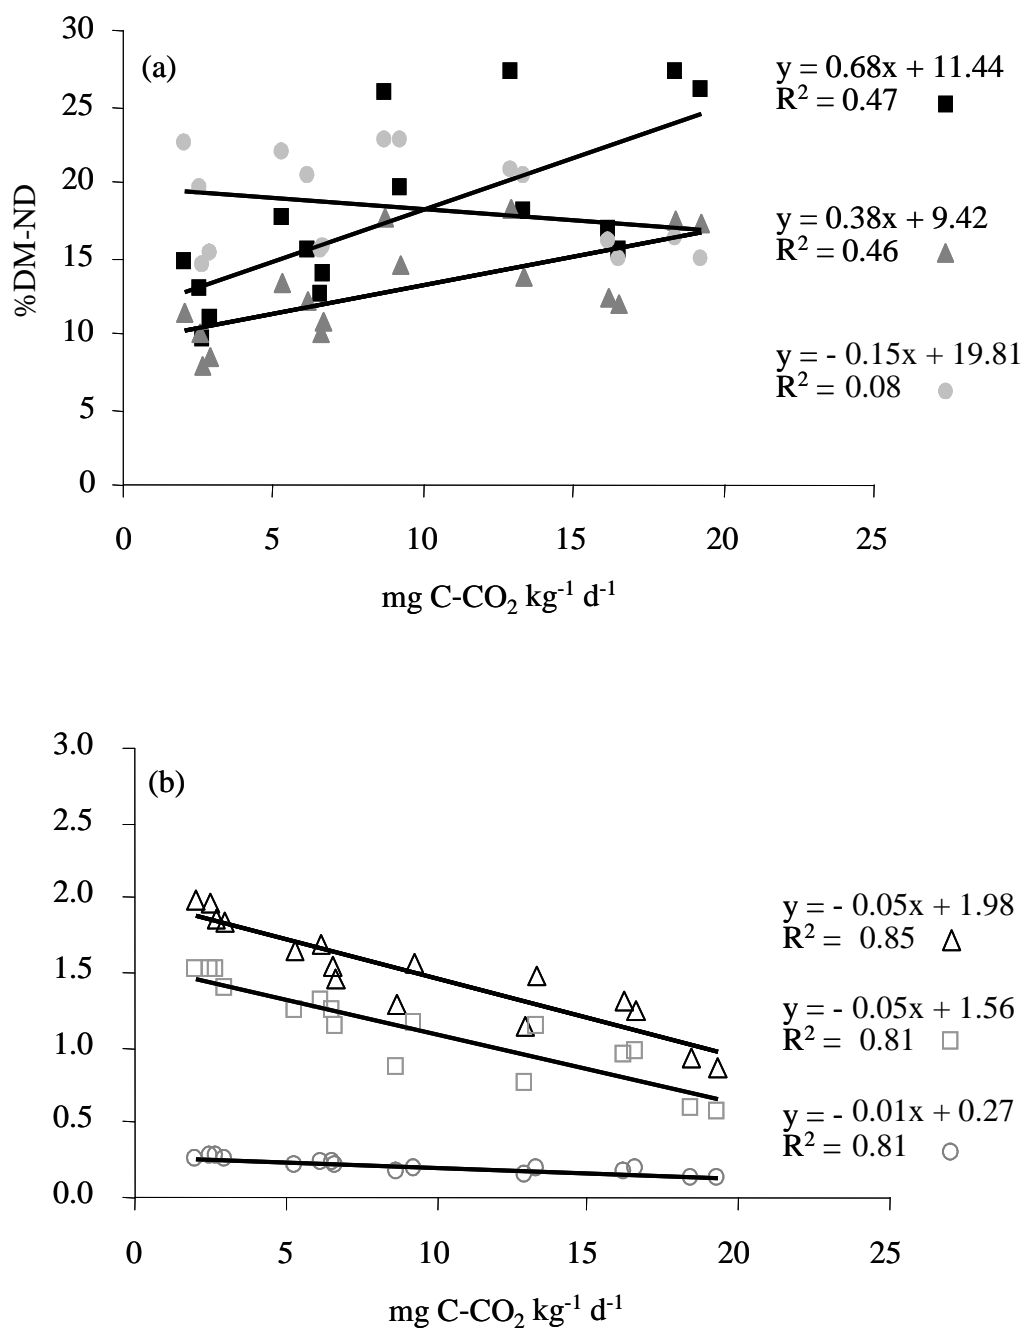 30
(a)
y = 0.68x + 11.44
R² = 0.47
25
20
y = 0.38x + 9.42
R² = 0.46
%DM-ND
15
10
y = - 0.15x + 19.81
R² = 0.08
5
0
0 5 10 15 20 25
mg C-CO₂ kg⁻¹ d⁻¹
3.0
(b)
2.5
2.0
y = - 0.05x + 1.98
R² = 0.85
1.5
y = - 0.05x + 1.56
R² = 0.81
1.0
0.5
y = - 0.01x + 0.27
R² = 0.81
0.0
0 5 10 15 20 25
mg C-CO₂ kg⁻¹ d⁻¹